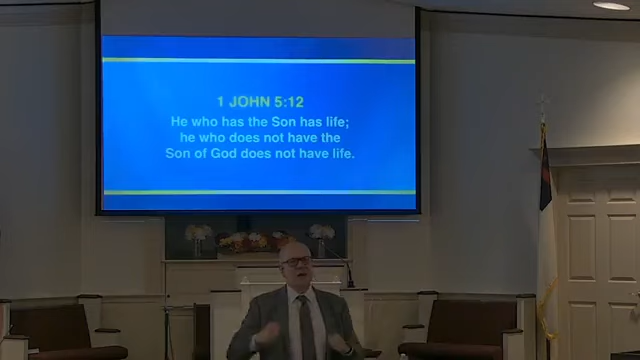 1 JOHN 5:12
He who has the Son has life;
he who does not have the
Son of God does not have life.